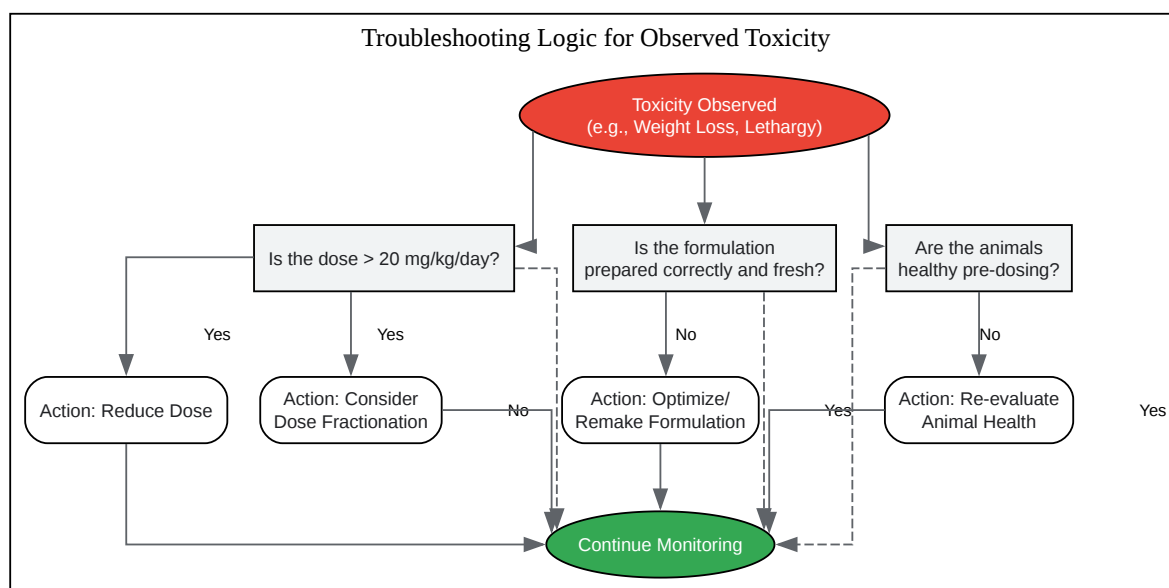 Troubleshooting Logic for Observed Toxicity
Toxicity Observed
(e.g., Weight Loss, Lethargy)
Is the dose > 20 mg/kg/day?
Is the formulation
prepared correctly and fresh?
Are the animals
healthy pre-dosing?
Yes
Yes
No
No
Action: Reduce Dose
Action: Consider
Dose Fractionation
No
Action: Optimize/
Remake Formulation
Yes
Action: Re-evaluate
Animal Health
Yes
Continue Monitoring